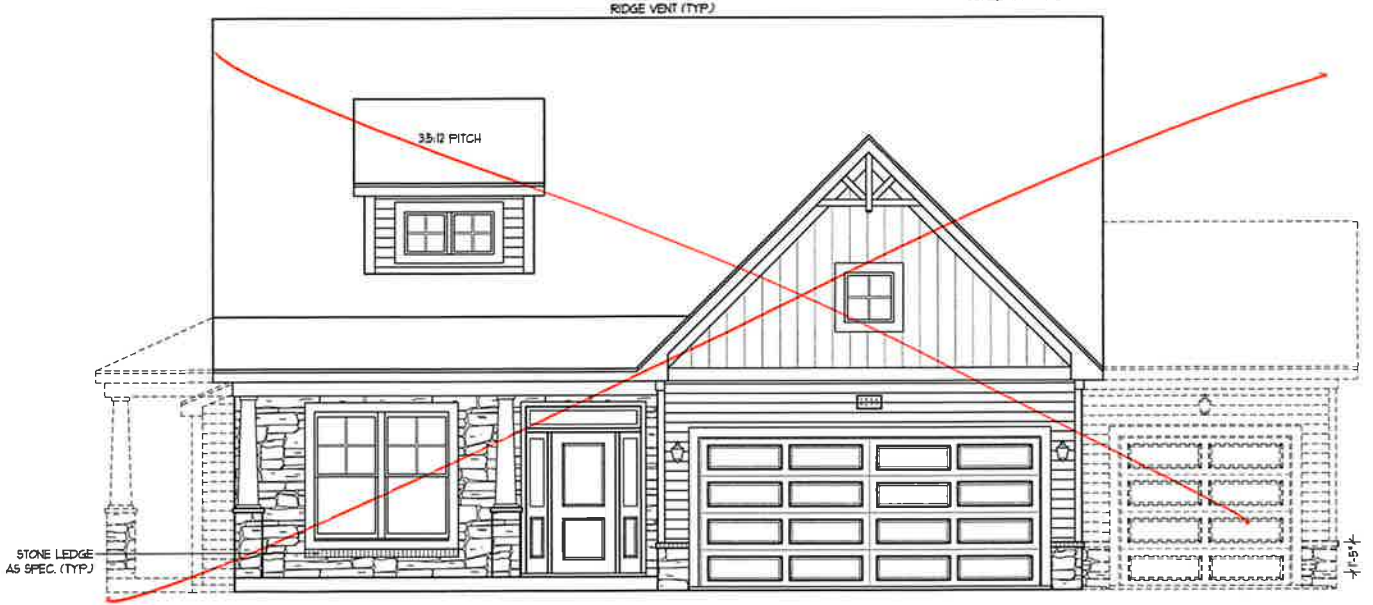 RIDGE VENT (TYP.)
3.5:12 PITCH
STONE LEDGE
AS SPEC. (TYP.)
1'-5"